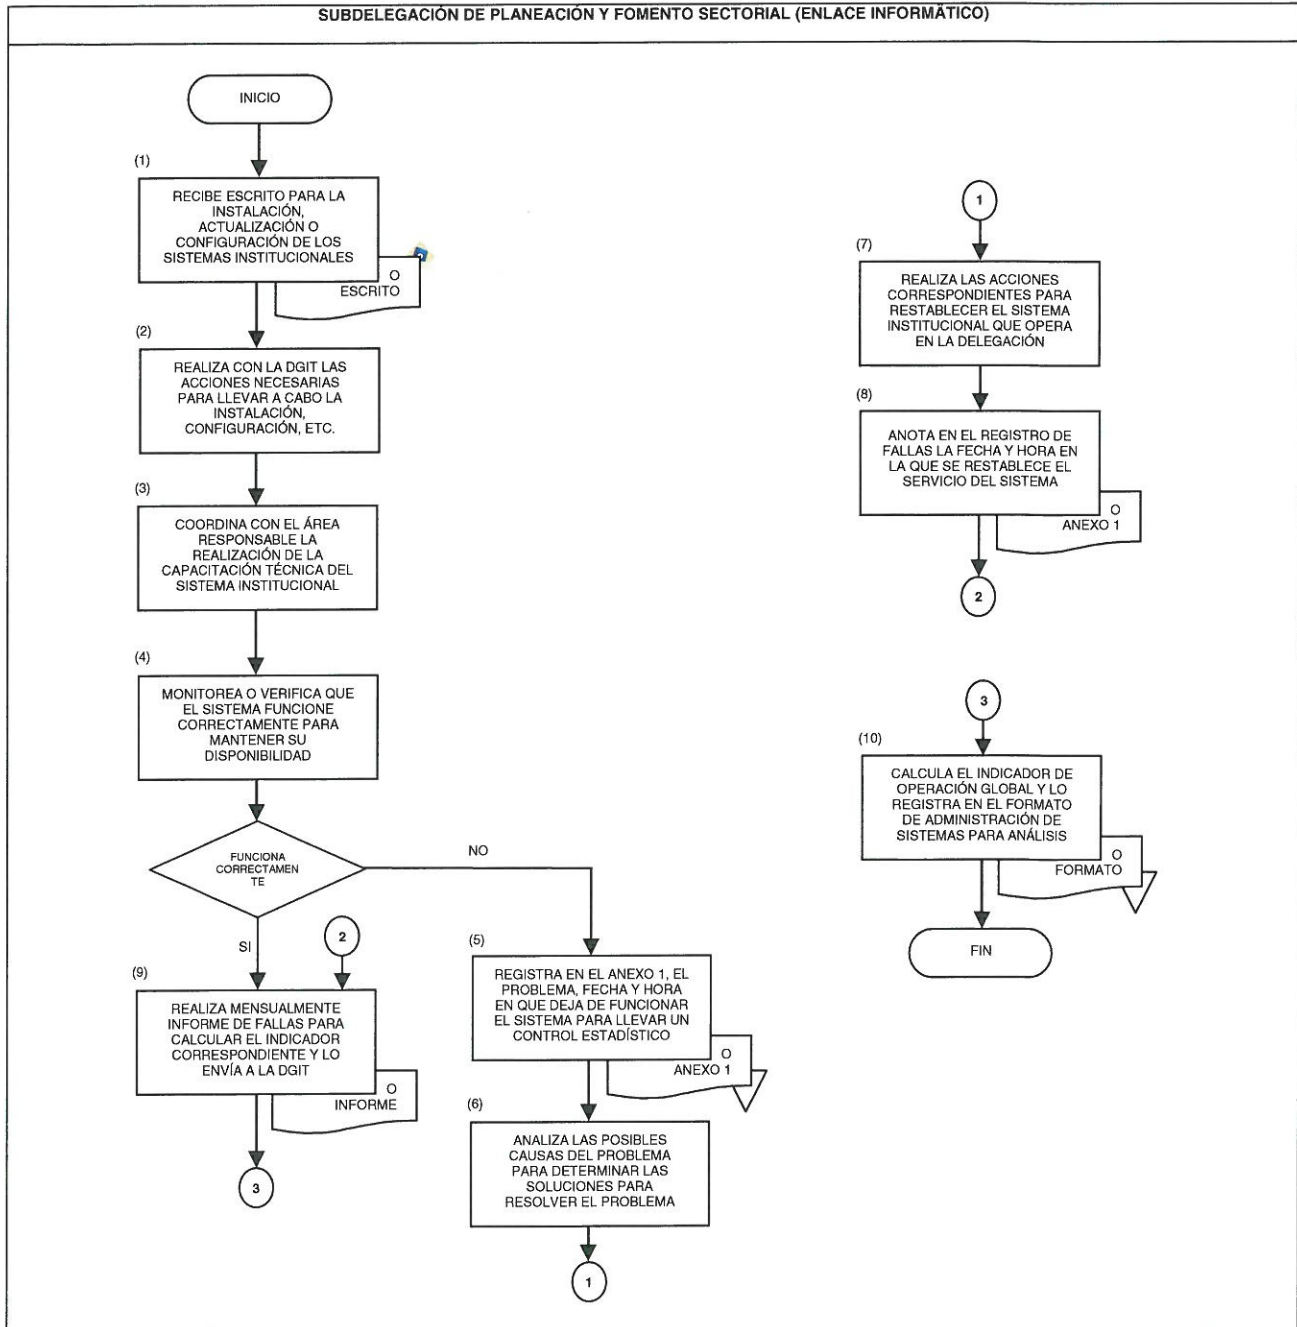 SUBDELEGACIÓN DE PLANEACIÓN Y FOMENTO SECTORIAL (ENLACE INFORMÁTICO)
INICIO
(1)
RECIBE ESCRITO PARA LA
INSTALACIÓN,
ACTUALIZACIÓN O
CONFIGURACIÓN DE LOS
SISTEMAS INSTITUCIONALES
O
ESCRITO
(2)
REALIZA CON LA DGIT LAS
ACCIONES NECESARIAS
PARA LLEVAR A CABO LA
INSTALACIÓN,
CONFIGURACIÓN, ETC.
(3)
COORDINA CON EL ÁREA
RESPONSABLE LA
REALIZACIÓN DE LA
CAPACITACIÓN TÉCNICA DEL
SISTEMA INSTITUCIONAL
(4)
MONITOREA O VERIFICA QUE
EL SISTEMA FUNCIONE
CORRECTAMENTE PARA
MANTENER SU
DISPONIBILIDAD
FUNCIONA
CORRECTAMEN
TE
NO
SI
2
(9)
REALIZA MENSUALMENTE
INFORME DE FALLAS PARA
CALCULAR EL INDICADOR
CORRESPONDIENTE Y LO
ENVÍA A LA DGIT
O
INFORME
3
(5)
REGISTRA EN EL ANEXO 1, EL
PROBLEMA, FECHA Y HORA
EN QUE DEJA DE FUNCIONAR
EL SISTEMA PARA LLEVAR UN
CONTROL ESTADÍSTICO
O
ANEXO 1
(6)
ANALIZA LAS POSIBLES
CAUSAS DEL PROBLEMA
PARA DETERMINAR LAS
SOLUCIONES PARA
RESOLVER EL PROBLEMA
1
1
(7)
REALIZA LAS ACCIONES
CORRESPONDIENTES PARA
RESTABLECER EL SISTEMA
INSTITUCIONAL QUE OPERA
EN LA DELEGACIÓN
(8)
ANOTA EN EL REGISTRO DE
FALLAS LA FECHA Y HORA EN
LA QUE SE RESTABLECE EL
SERVICIO DEL SISTEMA
O
ANEXO 1
2
3
(10)
CALCULA EL INDICADOR DE
OPERACIÓN GLOBAL Y LO
REGISTRA EN EL FORMATO
DE ADMINISTRACIÓN DE
SISTEMAS PARA ANÁLISIS
O
FORMATO
FIN